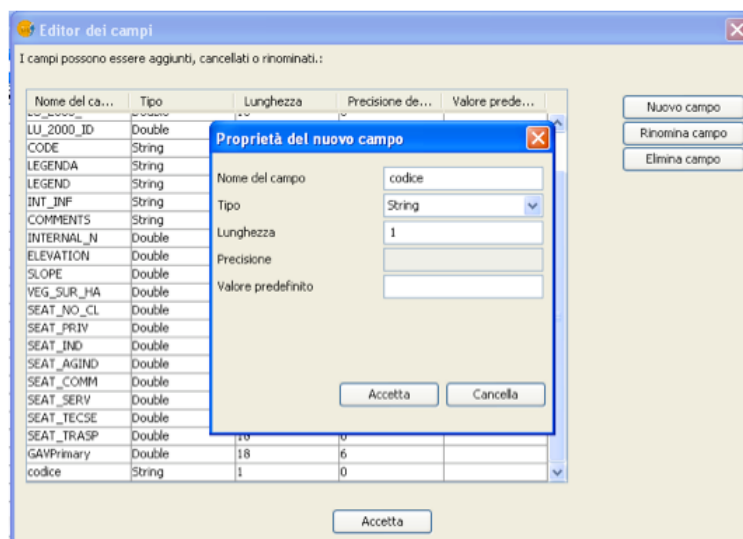 Editor dei campi
I campi possono essere aggiunti, cancellati o rinominati.:
Nome del ca... Tipo Lunghezza Precisione de... Valore prede...
Nuovo campo
LU_2000_ID Double
Rinomina campo
Proprietà del nuovo campo
CODE String
Elimina campo
LEGENDA String
Nome del campo codice
LEGEND String
INT_INF String
Tipo String
COMMENTS String
Lunghezza 1
INTERNAL_N Double
ELEVATION Double
Precisione
SLOPE Double
Valore predefinito
VEG_SUR_HA Double
SEAT_NO_CL Double
SEAT_PRIV Double
SEAT_IND Double
SEAT_AGIND Double
SEAT_COMM Double
Accetta Cancella
SEAT_SERV Double
SEAT_TECSE Double
SEAT_TRASP Double
GAVPrimary Double 18 6
codice String 1 0
Accetta